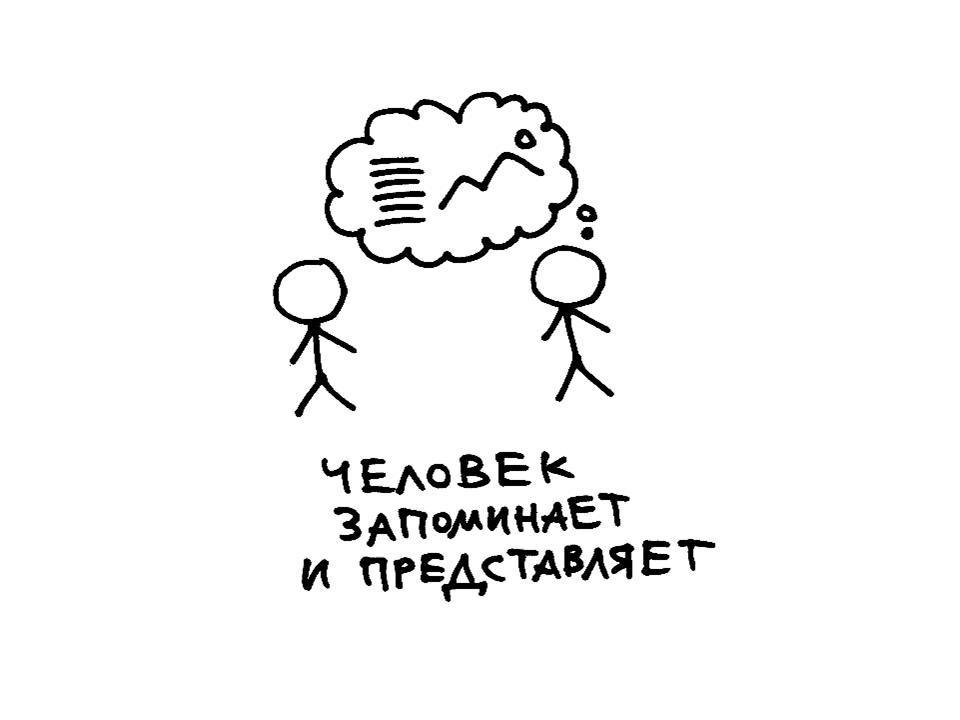 ЧЕЛОВЕК
ЗАПОМИНАЕТ
И ПРЕДСТАВЛЯЕТ